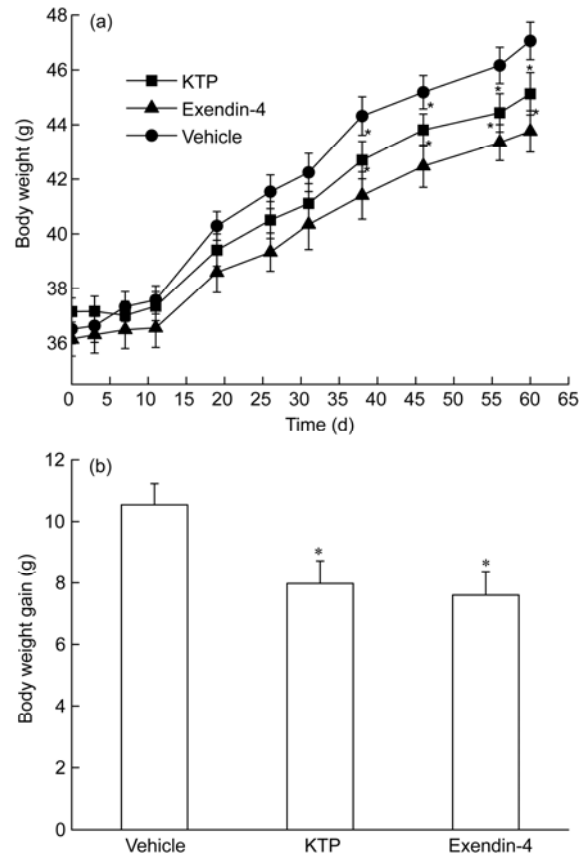 (a)
48
46
44
42
40
38
36
Body weight (g)
KTP
Exendin-4
Vehicle
* * * * * * * *
0 5 10 15 20 25 30 35 40 45 50 55 60 65
Time (d)
(b)
12
10
8
6
4
2
0
Body weight gain (g)
* *
Vehicle KTP Exendin-4